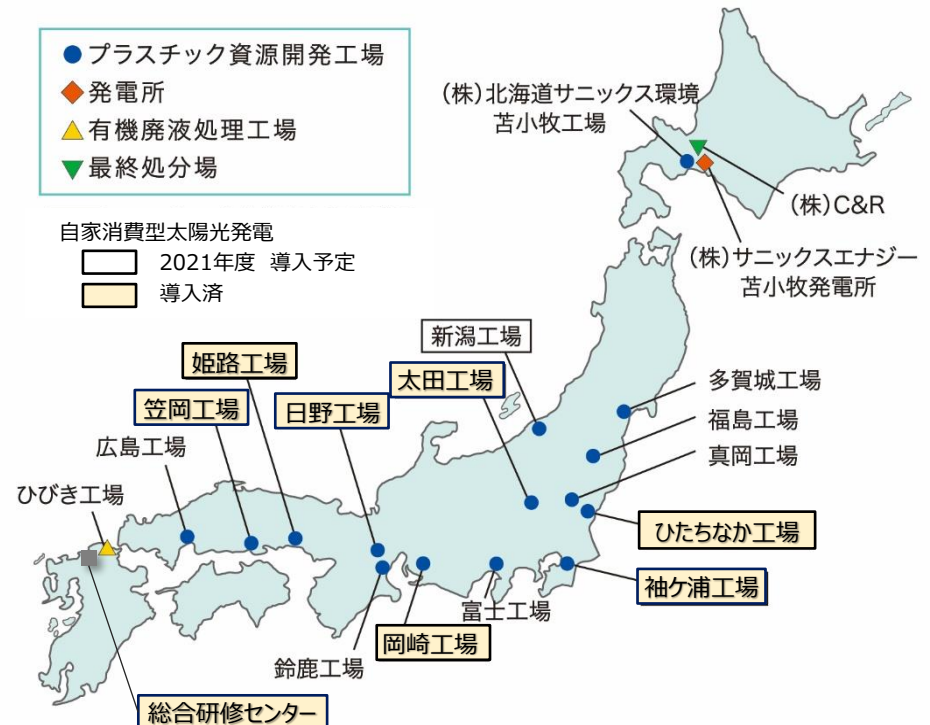 プラスチック資源開発工場
発電所
有機廃液処理工場
最終処分場
自家消費型太陽光発電
2021年度 導入予定
導入済
(株)北海道サニックス環境
苫小牧工場
(株)C&R
(株)サニックスエナジー
苫小牧発電所
新潟工場
姫路工場
太田工場
笠岡工場
日野工場
多賀城工場
広島工場
福島工場
真岡工場
ひびき工場
ひたちなか工場
袖ケ浦工場
富士工場
岡崎工場
鈴鹿工場
総合研修センター